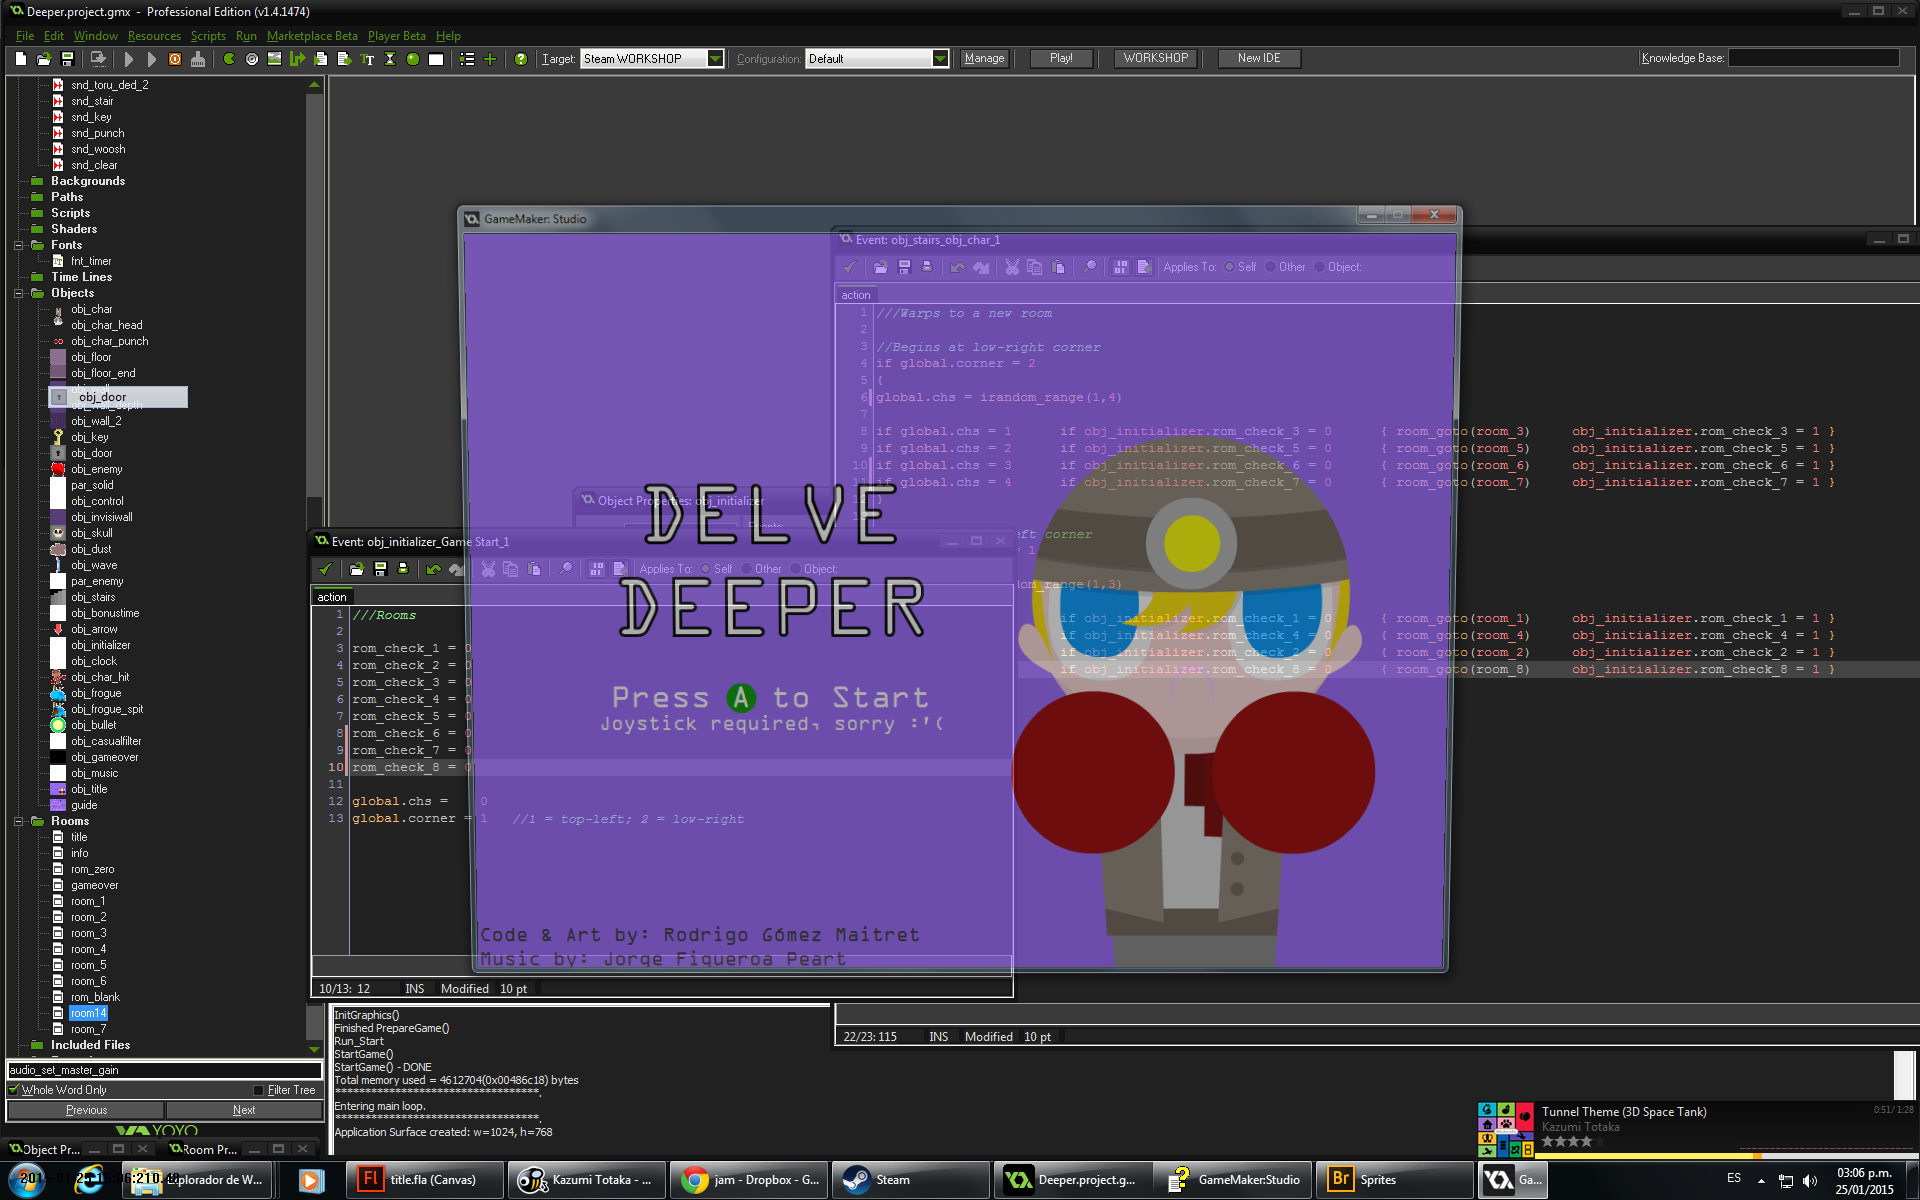 Deeper.project.gmx - Professional Edition (v1.4.1474)
File Edit Window Resources Scripts Run Marketplace Beta Player Beta Help
Target: Steam WORKSHOP Configuration: Default Manage Play! WORKSHOP New IDE Knowledge Base:
snd_toru_ded_2
snd_stair
snd_key
snd_punch
snd_woosh
snd_clear
Backgrounds
Paths
Scripts
Shaders
Fonts
fnt_timer
Time Lines
Objects
obj_char
obj_char_head
obj_char_punch
obj_floor
obj_floor_end
obj_wall
obj_door
obj_wall_depth
obj_wall_2
obj_key
obj_door
obj_enemy
par_solid
obj_control
obj_invisiwall
obj_skull
obj_dust
obj_wave
par_enemy
obj_stairs
obj_bonustime
obj_arrow
obj_initializer
obj_clock
obj_char_hit
obj_frogue
obj_frogue_spit
obj_bullet
obj_casualfilter
obj_gameover
obj_music
obj_title
guide
Rooms
title
info
rom_zero
gameover
room_1
room_2
room_3
room_4
room_5
room_6
rom_blank
room14
room_7
Included Files
audio_set_master_gain
Whole Word Only Filter Tree
Previous Next
YOYO
Object Pr... Room Pr...
GameMaker: Studio
Event: obj_stairs_obj_char_1
Applies To: Self Other Object:
action
1 ///Warps to a new room
2
3 //Begins at low-right corner
4 if global.corner = 2
5 {
6 global.chs = irandom_range(1,4)
7
8 if global.chs = 1 if obj_initializer.rom_check_3 = 0 { room_goto(room_3) obj_initializer.rom_check_3 = 1 }
9 if global.chs = 2 if obj_initializer.rom_check_5 = 0 { room_goto(room_5) obj_initializer.rom_check_5 = 1 }
10 if global.chs = 3 if obj_initializer.rom_check_6 = 0 { room_goto(room_6) obj_initializer.rom_check_6 = 1 }
11 if global.chs = 4 if obj_initializer.rom_check_7 = 0 { room_goto(room_7) obj_initializer.rom_check_7 = 1 }
12 }
eft corner
= 1
dom_range(1,3)
if obj_initializer.rom_check_1 = 0 { room_goto(room_1) obj_initializer.rom_check_1 = 1 }
if obj_initializer.rom_check_4 = 0 { room_goto(room_4) obj_initializer.rom_check_4 = 1 }
if obj_initializer.rom_check_2 = 0 { room_goto(room_2) obj_initializer.rom_check_2 = 1 }
if obj_initializer.rom_check_8 = 0 { room_goto(room_8) obj_initializer.rom_check_8 = 1 }
22/23: 115 INS Modified 10 pt
Object Properties: obj_initializer
Events:
DELVE
DEEPER
Press A to Start
Joystick required, sorry :'(
Code & Art by: Rodrigo Gómez Maitret
Music by: Jorge Figueroa Peart
Event: obj_initializer_Game Start_1
Applies To: Self Other Object:
action
1 ///Rooms
2
3 rom_check_1 = 0
4 rom_check_2 = 0
5 rom_check_3 = 0
6 rom_check_4 = 0
7 rom_check_5 = 0
8 rom_check_6 = 0
9 rom_check_7 = 0
10 rom_check_8 = 0
11
12 global.chs = 0
13 global.corner = 1 //1 = top-left; 2 = low-right
10/13: 12 INS Modified 10 pt
InitGraphics()
Finished PrepareGame()
Run_Start
StartGame()
StartGame() - DONE
Total memory used = 4612704(0x00486c18) bytes
***********************************.
Entering main loop.
***********************************.
Application Surface created: w=1024, h=768
Tunnel Theme (3D Space Tank) 0:51/ 1:28
Kazumi Totaka
Explorador de W... title.fla (Canvas) Kazumi Totaka - ... jam - Dropbox - G... Steam Deeper.project.g... GameMaker:Studio Sprites Ga...
ES 03:06 p.m.
25/01/2015